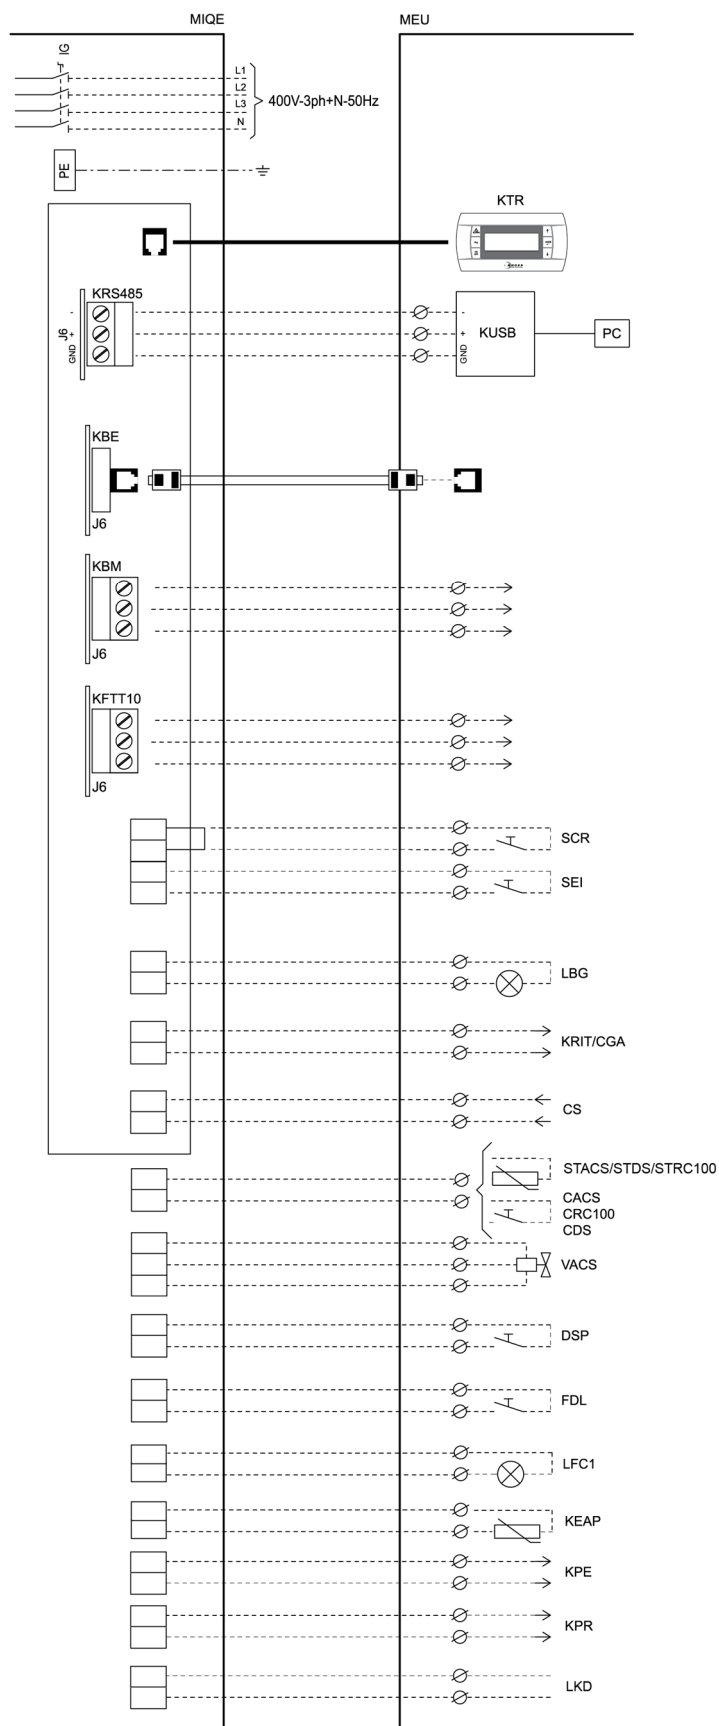 MIQE
MEU
IG
L1
L2
L3
N
400V-3ph+N-50Hz
PE
KTR
KRS485
J6
-
+
GND
-
+
GND
KUSB
PC
KBE
J6
KBM
J6
KFTT10
J6
SCR
SEI
LBG
KRIT/CGA
CS
STACS/STDS/STRC100
CACS
CRC100
CDS
VACS
DSP
FDL
LFC1
KEAP
KPE
KPR
LKD